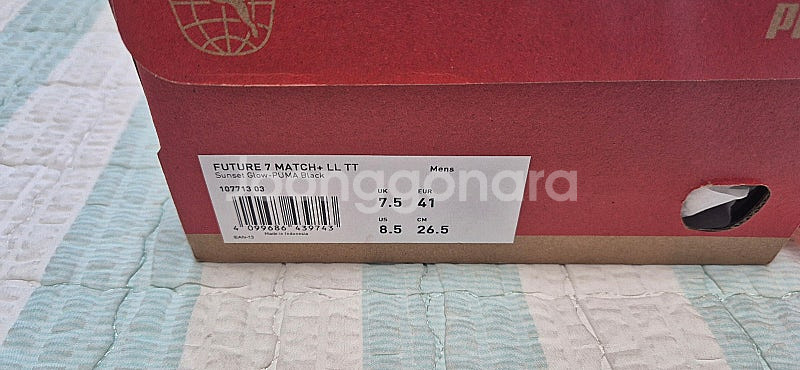 FUTURE 7 MATCH+ LL TT
Mens
Sunset Glow-PUMA Black
107713 03
UK EUR
7.5 41
US CM
8.5 26.5
4 099686 439743
EAN-13 Made in Indonesia
joonggonara